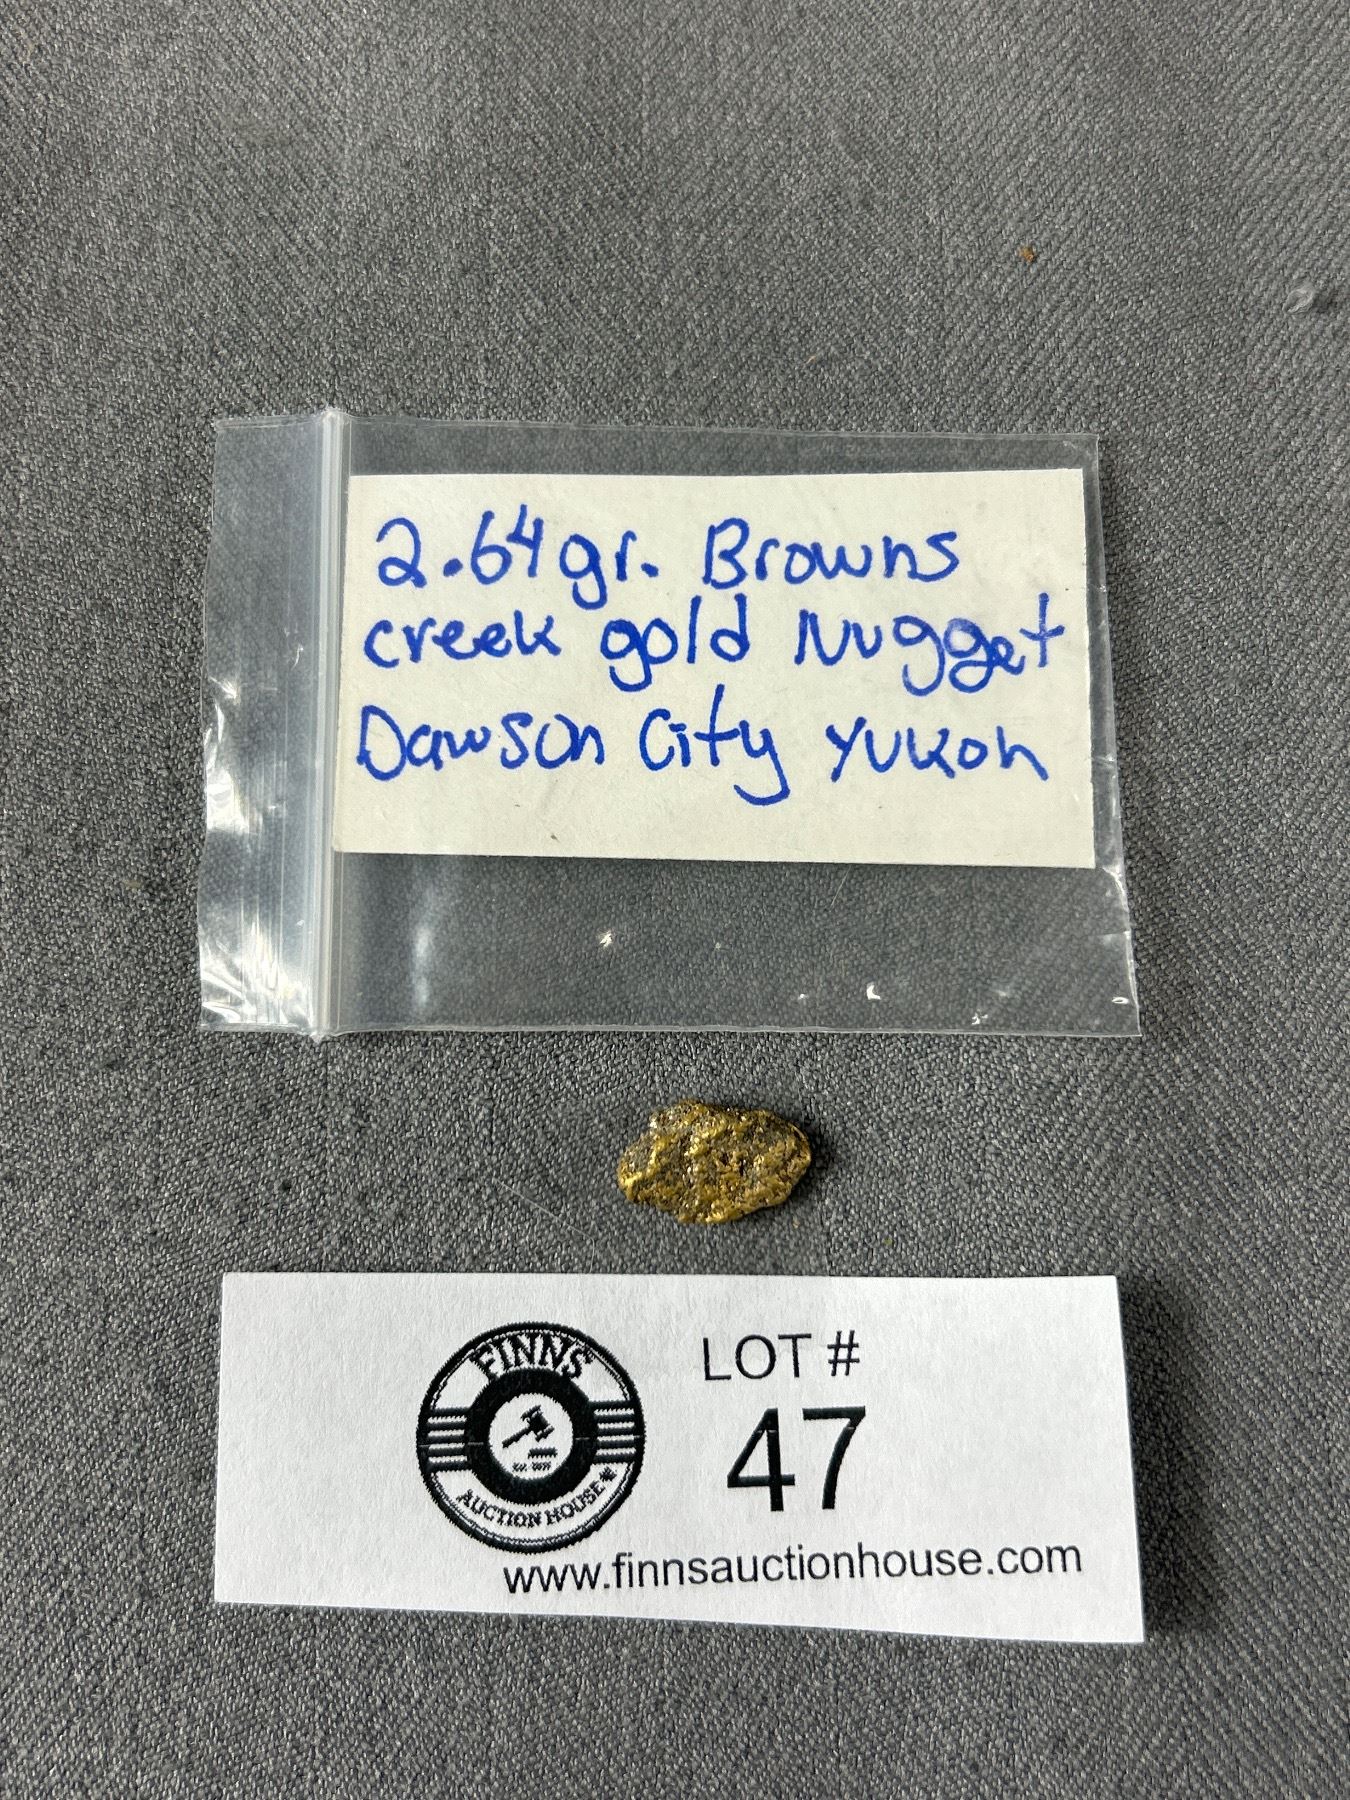 2.64gr. Browns
creek gold Nugget
Dawson City Yukon
FINNS
AUCTION HOUSE
LOT #
47
www.finnsauctionhouse.com